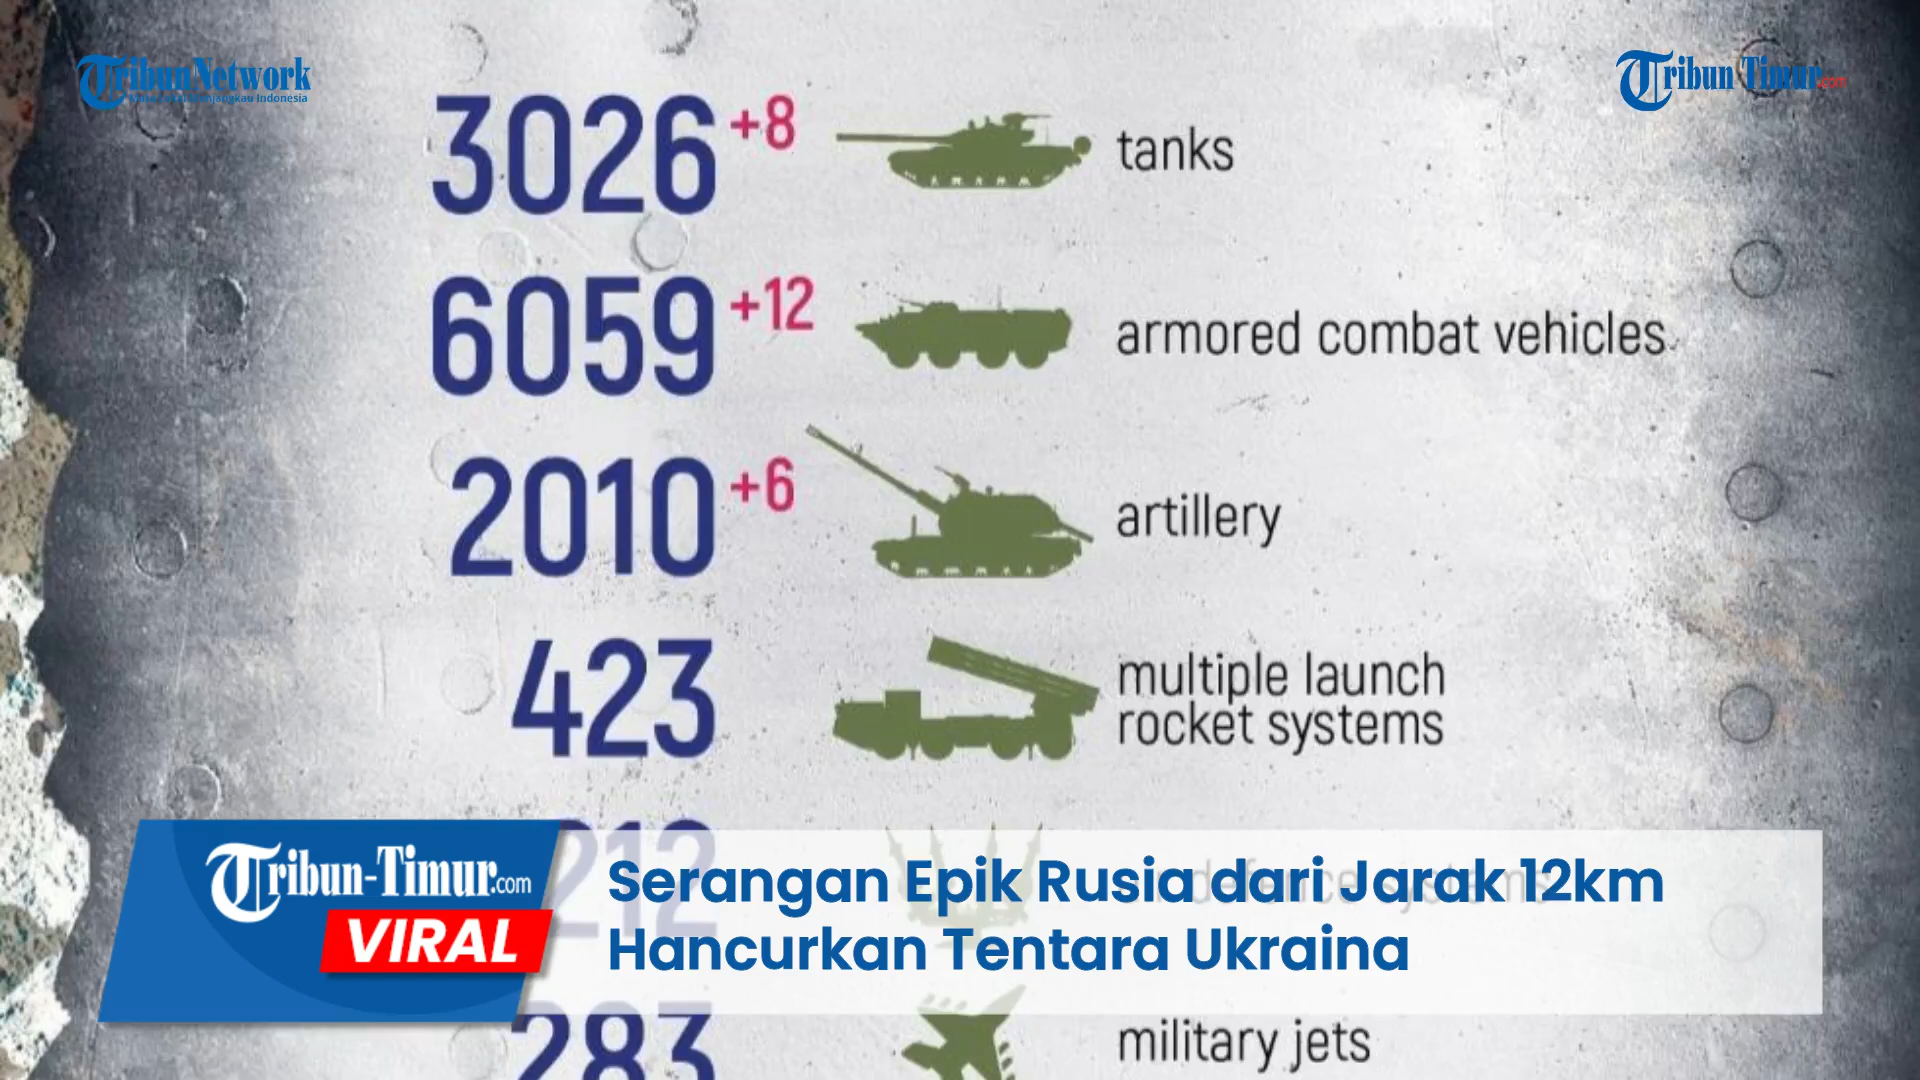 TribunNetwork
Tribun Timur.com
3026 +8 tanks
6059 +12 armored combat vehicles
2010 +6 artillery
423 multiple launch
rocket systems
212
Tribun-Timur.com
VIRAL
Serangan Epik Rusia dari Jarak 12km
Hancurkan Tentara Ukraina
283 military jets